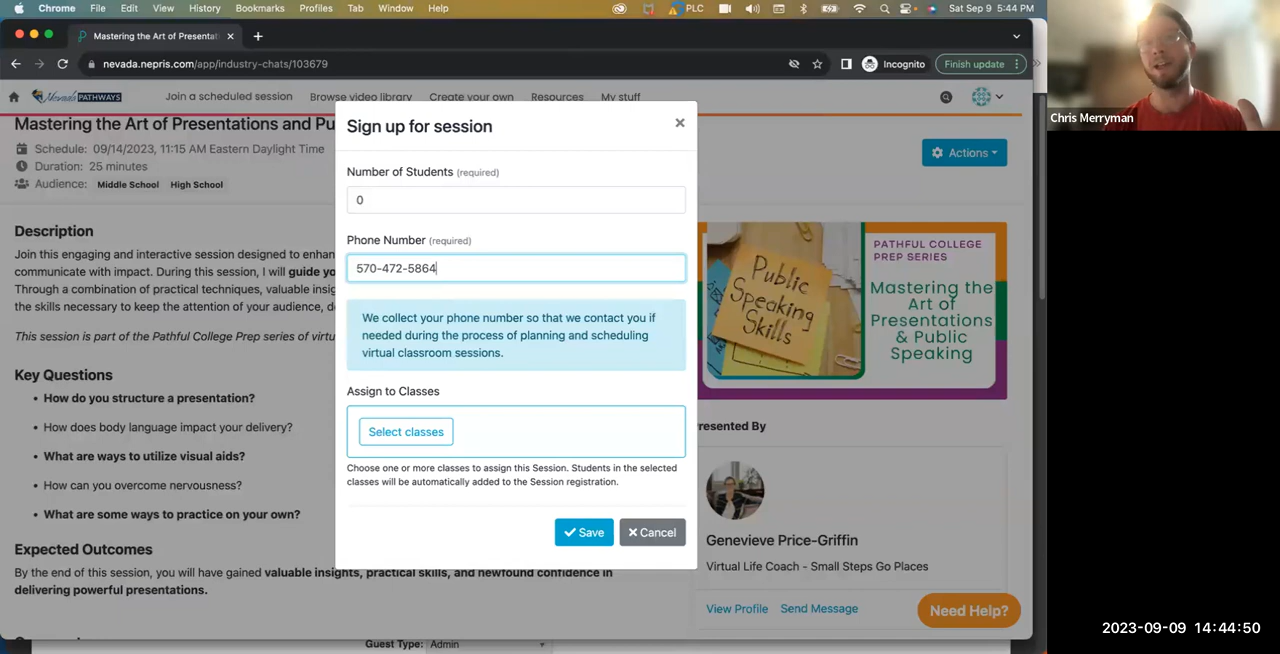 Chrome File Edit View History Bookmarks Profiles Tab Window Help PLC Sat Sep 9 5:44 PM
Mastering the Art of Presentati
nevada.nepris.com/app/industry-chats/103679 Incognito Finish update
Nevada PATHWAYS Join a scheduled session Browse video library Create your own Resources My stuff
Mastering the Art of Presentations and Pu
Schedule: 09/14/2023, 11:15 AM Eastern Daylight Time
Duration: 25 minutes
Audience: Middle School High School
Actions
Description
Join this engaging and interactive session designed to enhan
communicate with impact. During this session, I will guide yo
Through a combination of practical techniques, valuable insig
the skills necessary to keep the attention of your audience, d
This session is part of the Pathful College Prep series of virtu
Key Questions
• How do you structure a presentation?
• How does body language impact your delivery?
• What are ways to utilize visual aids?
• How can you overcome nervousness?
• What are some ways to practice on your own?
Expected Outcomes
By the end of this session, you will have gained valuable insights, practical skills, and newfound confidence in
delivering powerful presentations.
Sign up for session
Number of Students (required)
0
Phone Number (required)
570-472-5864
We collect your phone number so that we contact you if
needed during the process of planning and scheduling
virtual classroom sessions.
Assign to Classes
Select classes
Choose one or more classes to assign this Session. Students in the selected
classes will be automatically added to the Session registration.
Save Cancel
Public
Speaking
Skills
PATHFUL COLLEGE
PREP SERIES
Mastering the
Art of
Presentations
& Public
Speaking
resented By
Genevieve Price-Griffin
Virtual Life Coach - Small Steps Go Places
View Profile Send Message
Need Help?
Guest Type: Admin
Chris Merryman
2023-09-09 14:44:50